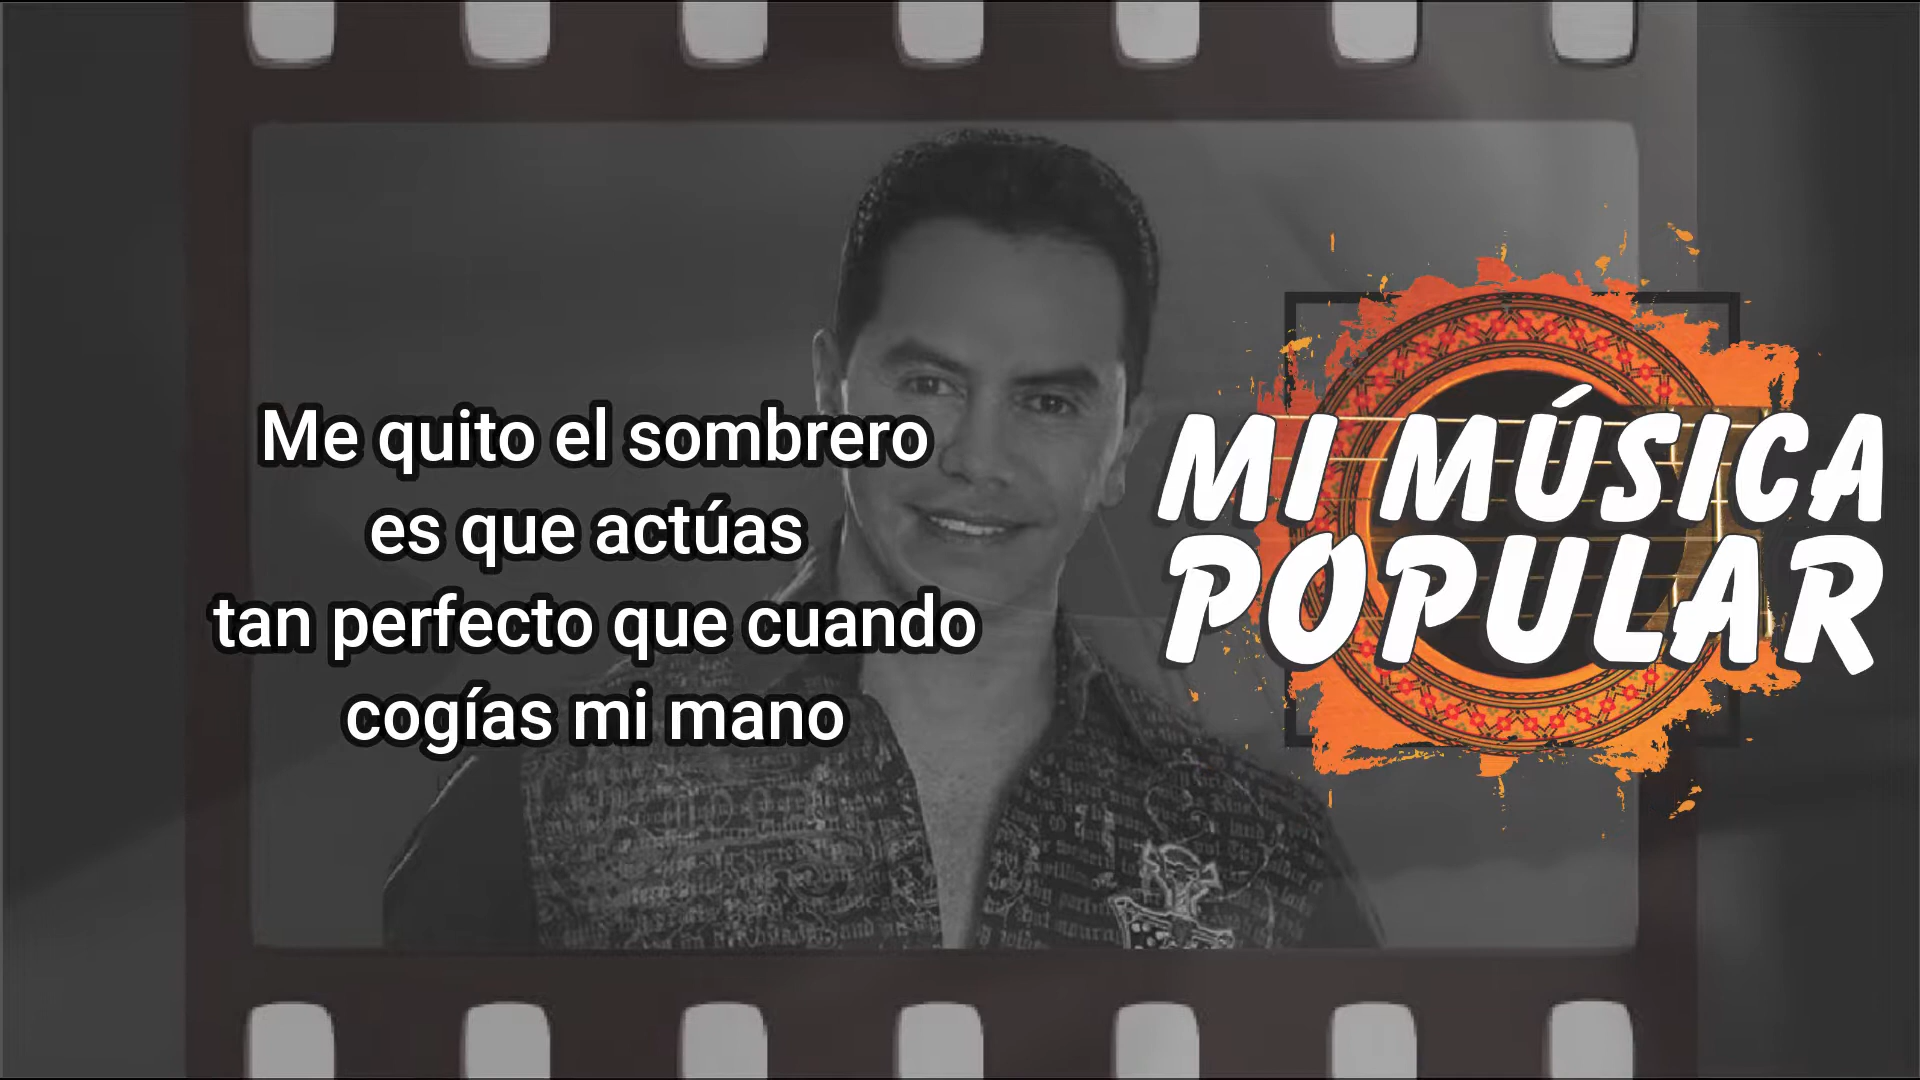 Me quito el sombrero
es que actúas
tan perfecto que cuando
cogías mi mano
MI MÚSICA
POPULAR